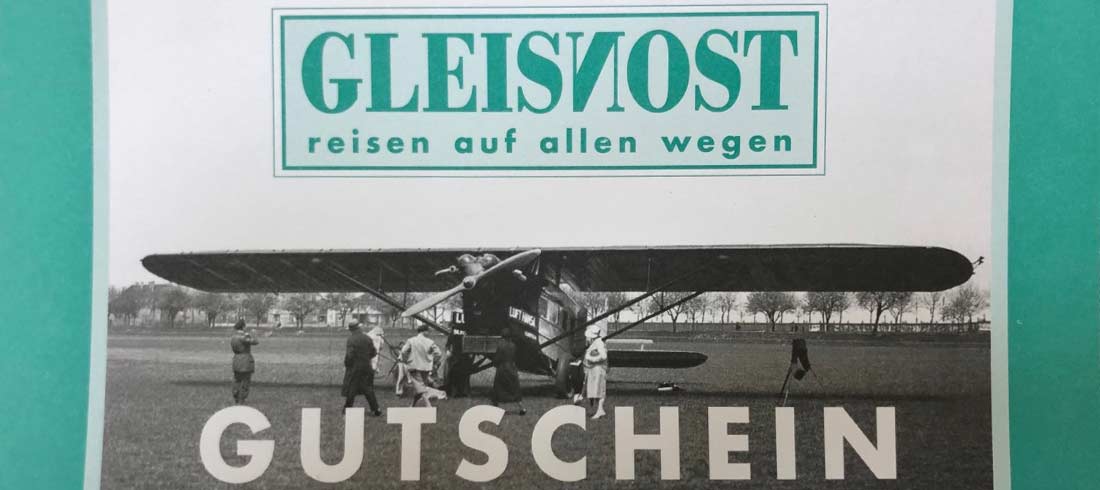 GLEISNOST
reisen auf allen wegen
GUTSCHEIN